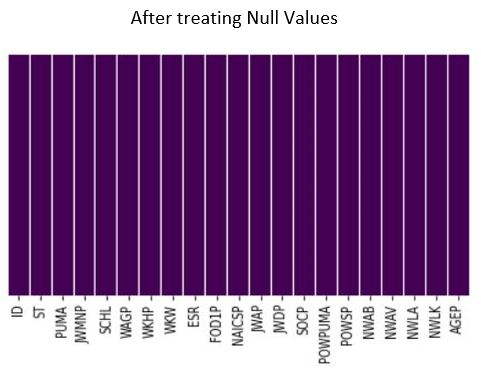 After treating Null Values
ID
ST
PUMA
JWMNP
SCHL
WAGP
WKHP
WKW
ESR
FOD1P
NAICSP
JWAP
JWDP
SOCP
POWPUMA
POWSP
NWAB
NWAV
NWLA
NWLK
AGEP